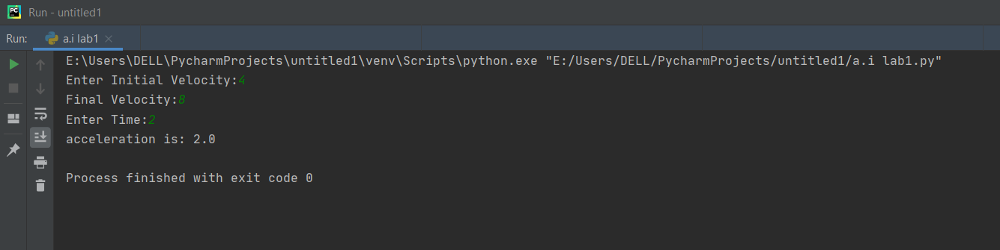 PC
Run - untitled1
Run: a.i lab1
E:\Users\DELL\PycharmProjects\untitled1\venv\Scripts\python.exe "E:/Users/DELL/PycharmProjects/untitled1/a.i lab1.py"
Enter Initial Velocity:4
Final Velocity:8
Enter Time:2
acceleration is: 2.0
Process finished with exit code 0